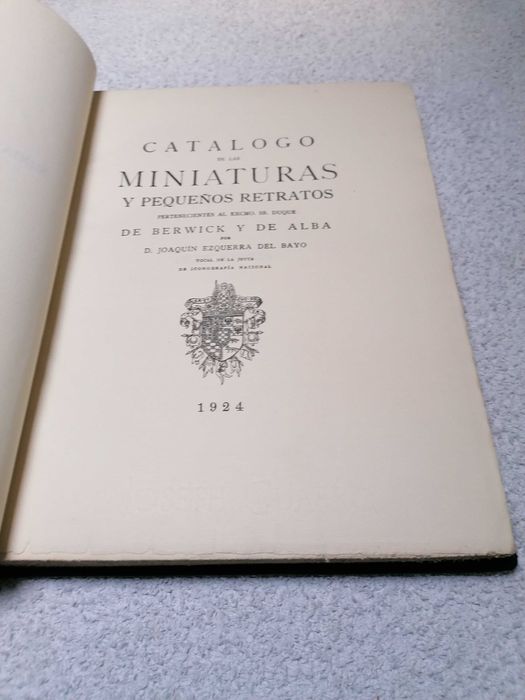 CATALOGO
DE LAS
MINIATURAS
Y PEQUEÑOS RETRATOS
PERTENECIENTES AL EXCMO. SR. DUQUE
DE BERWICK Y DE ALBA
POR
D. JOAQUÍN EZQUERRA DEL BAYO
VOCAL DE LA JUNTA
DE ICONOGRAFÍA NACIONAL
1924